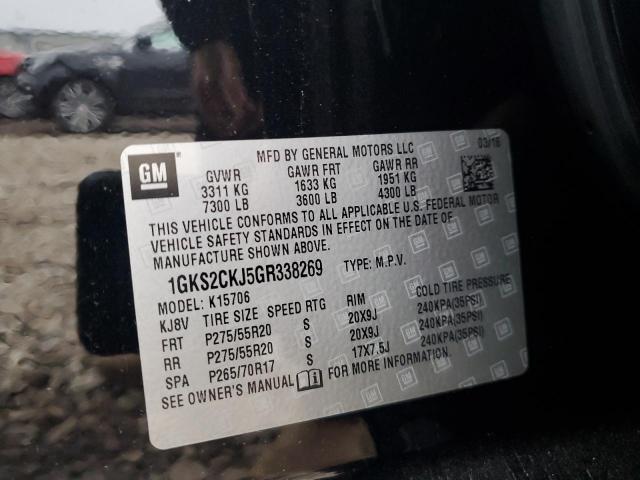 GM
MFD BY GENERAL MOTORS LLC 03/16
GVWR GAWR FRT GAWR RR
3311 KG 1633 KG 1951 KG
7300 LB 3600 LB 4300 LB
THIS VEHICLE CONFORMS TO ALL APPLICABLE U.S. FEDERAL MOTOR
VEHICLE SAFETY STANDARDS IN EFFECT ON THE DATE OF
MANUFACTURE SHOWN ABOVE.
1GKS2CKJ5GR338269 TYPE: M.P.V.
MODEL: K15706
KJ8V TIRE SIZE SPEED RTG RIM COLD TIRE PRESSURE
FRT P275/55R20 S 20X9J 240KPA(35PSI)
RR P275/55R20 S 20X9J 240KPA(35PSI)
SPA P265/70R17 S 17X7.5J 240KPA(35PSI)
SEE OWNER'S MANUAL FOR MORE INFORMATION.